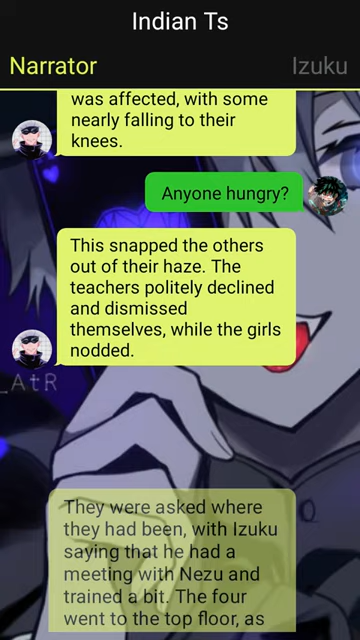 Indian Ts
Narrator
Izuku
was affected, with some
nearly falling to their
knees.
Anyone hungry?
This snapped the others
out of their haze. The
teachers politely declined
and dismissed
themselves, while the girls
nodded.
_AtR
They were asked where
they had been, with Izuku
saying that he had a
meeting with Nezu and
trained a bit. The four
went to the top floor, as